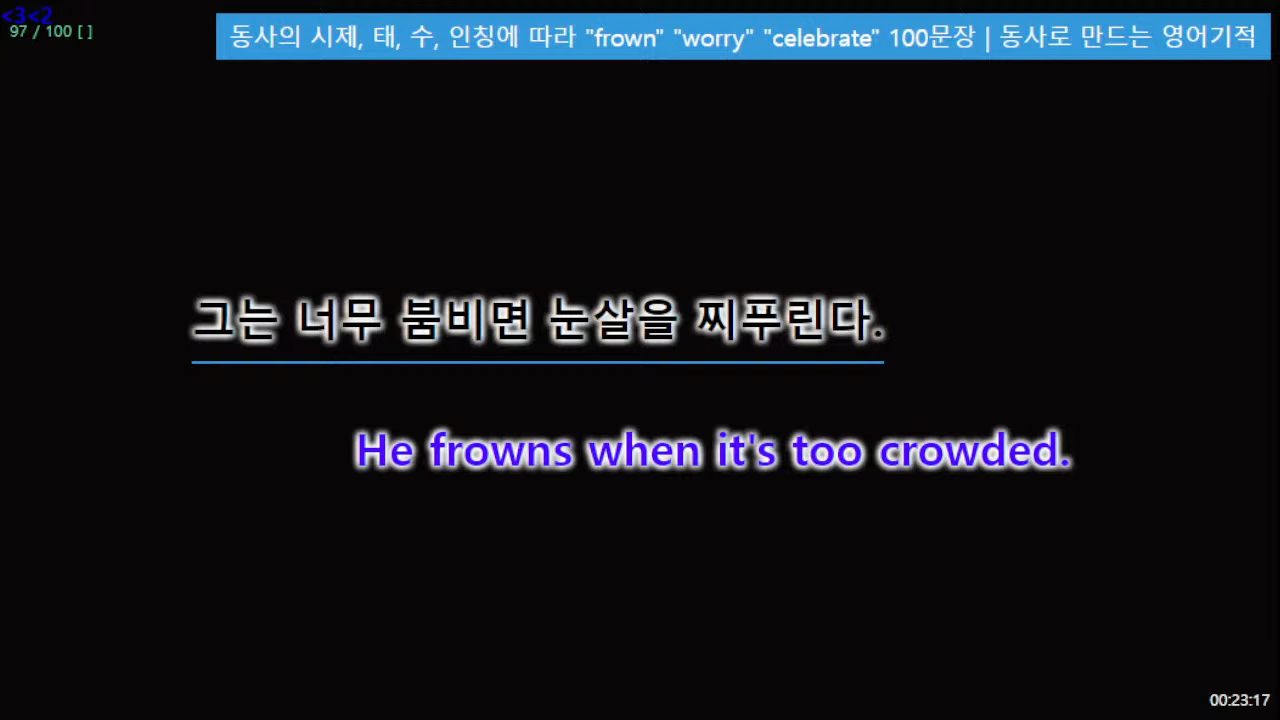 <3<2
97 / 100 [ ]
동사의 시제, 태, 수, 인칭에 따라 "frown" "worry" "celebrate" 100문장 | 동사로 만드는 영어기적
그는 너무 붐비면 눈살을 찌푸린다.
He frowns when it's too crowded.
00:23:17